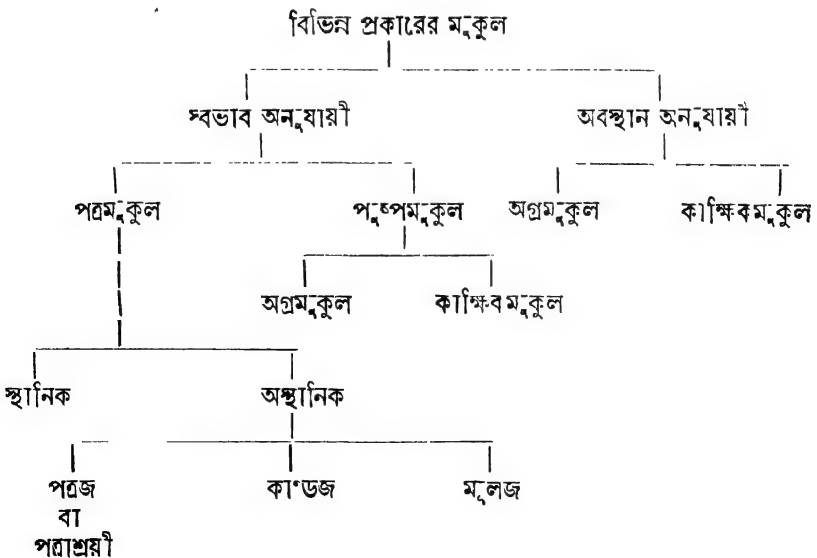 বিভিন্ন প্রকারের মুকুল
স্বভাব অনুযায়ী অবস্থান অনুযায়ী
পত্রমুকুল পুষ্পমুকুল অগ্রমুকুল কাক্ষিকমুকুল
অগ্রমুকুল কাক্ষিকমুকুল
স্থানিক অস্থানিক
পত্রজ কাণ্ডজ মূলজ
বা
পত্রাশ্রয়ী